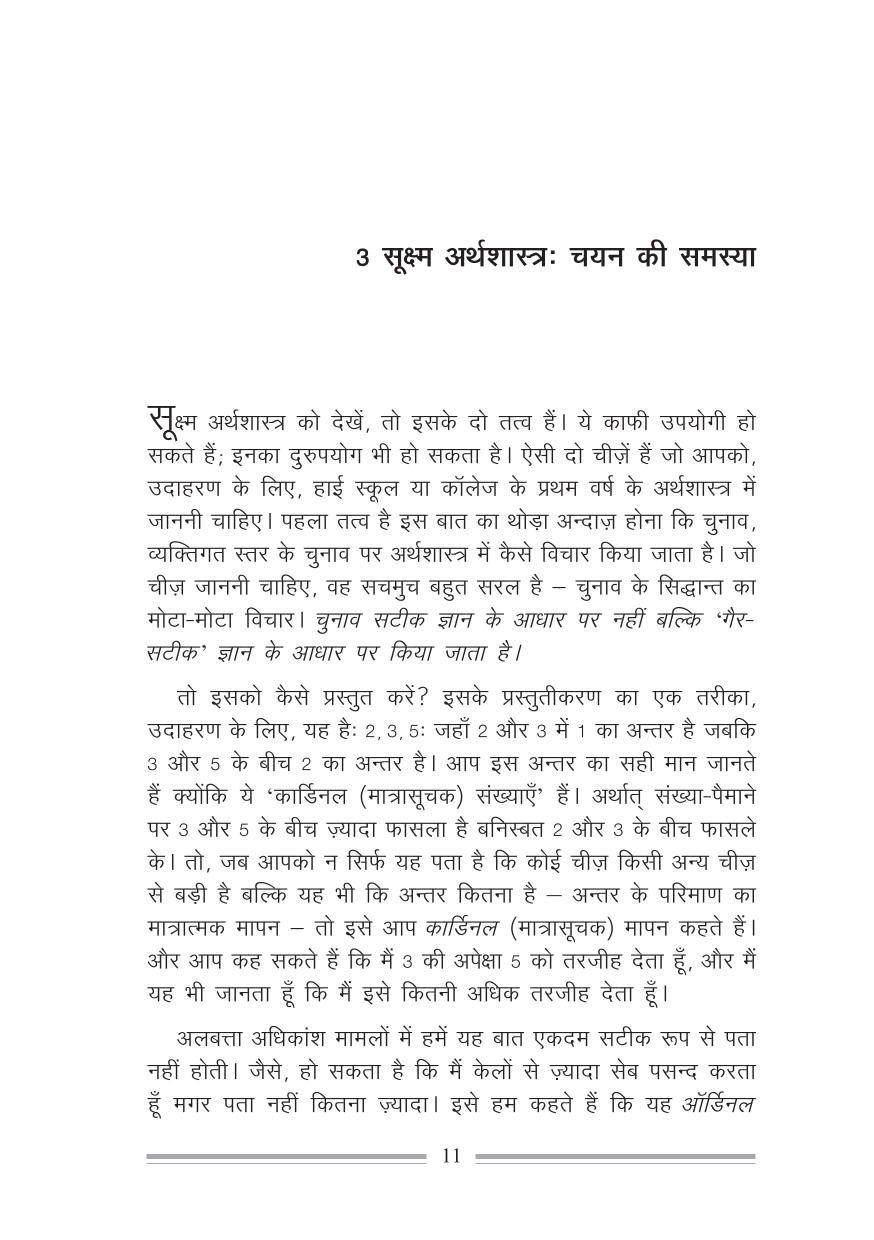 3 सूक्ष्म अर्थशास्त्र: चयन की समस्या
सूक्ष्म अर्थशास्त्र को देखें, तो इसके दो तत्व हैं। ये काफी उपयोगी हो
सकते हैं; इनका दुरुपयोग भी हो सकता है। ऐसी दो चीज़ें हैं जो आपको,
उदाहरण के लिए, हाई स्कूल या कॉलेज के प्रथम वर्ष के अर्थशास्त्र में
जाननी चाहिए। पहला तत्व है इस बात का थोड़ा अन्दाज़ होना कि चुनाव,
व्यक्तिगत स्तर के चुनाव पर अर्थशास्त्र में कैसे विचार किया जाता है। जो
चीज़ जाननी चाहिए, वह सचमुच बहुत सरल है – चुनाव के सिद्धान्त का
मोटा-मोटा विचार। चुनाव सटीक ज्ञान के आधार पर नहीं बल्कि ‘गैर-
सटीक’ ज्ञान के आधार पर किया जाता है।
तो इसको कैसे प्रस्तुत करें? इसके प्रस्तुतीकरण का एक तरीका,
उदाहरण के लिए, यह है: 2, 3, 5: जहाँ 2 और 3 में 1 का अन्तर है जबकि
3 और 5 के बीच 2 का अन्तर है। आप इस अन्तर का सही मान जानते
हैं क्योंकि ये ‘कार्डिनल (मात्रासूचक) संख्याएँ’ हैं। अर्थात् संख्या-पैमाने
पर 3 और 5 के बीच ज़्यादा फासला है बनिस्बत 2 और 3 के बीच फासले
के। तो, जब आपको न सिर्फ यह पता है कि कोई चीज़ किसी अन्य चीज़
से बड़ी है बल्कि यह भी कि अन्तर कितना है – अन्तर के परिमाण का
मात्रात्मक मापन – तो इसे आप कार्डिनल (मात्रासूचक) मापन कहते हैं।
और आप कह सकते हैं कि मैं 3 की अपेक्षा 5 को तरजीह देता हूँ, और मैं
यह भी जानता हूँ कि मैं इसे कितनी अधिक तरजीह देता हूँ।
अलबत्ता अधिकांश मामलों में हमें यह बात एकदम सटीक रूप से पता
नहीं होती। जैसे, हो सकता है कि मैं केलों से ज़्यादा सेब पसन्द करता
हूँ मगर पता नहीं कितना ज़्यादा। इसे हम कहते हैं कि यह ऑर्डिनल
11